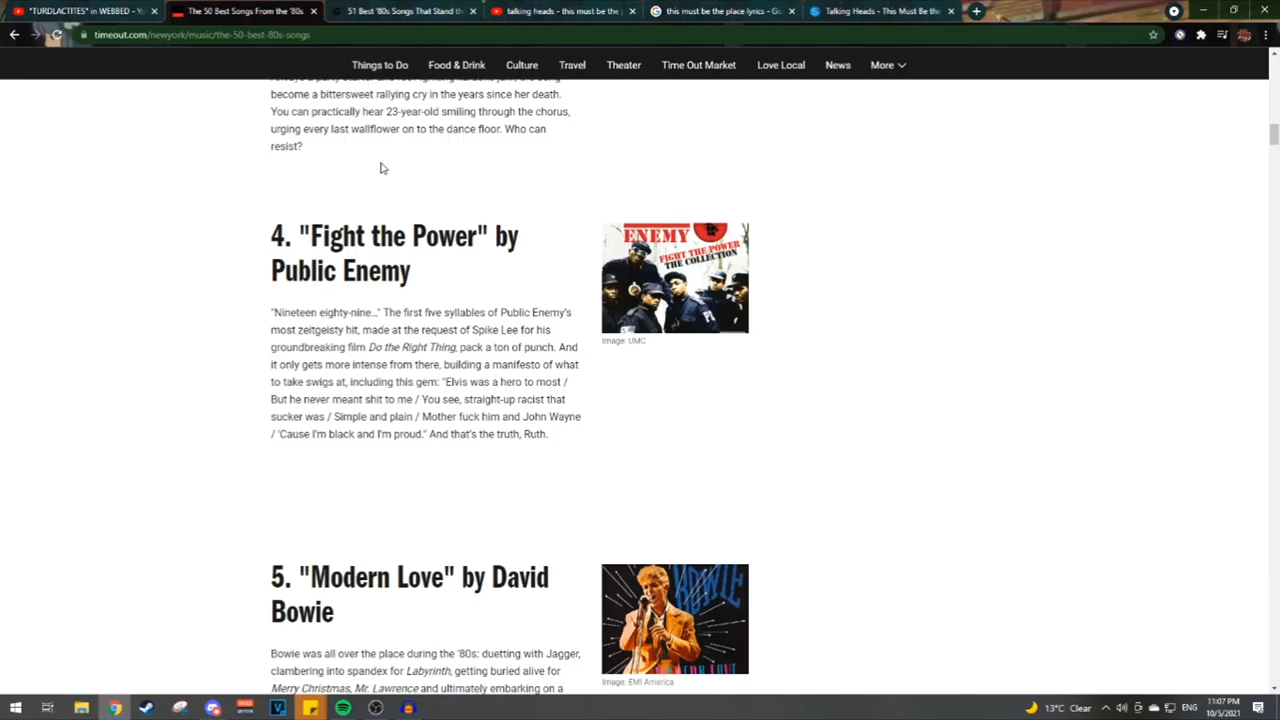 "TURDLACTITES" in WEBBED - Yo
The 50 Best Songs From the '80s
51 Best '80s Songs That Stand th
talking heads - this must be the p
this must be the place lyrics - Goo
Talking Heads - This Must Be the
timeout.com/newyork/music/the-50-best-80s-songs
Things to Do Food & Drink Culture Travel Theater Time Out Market Love Local News More
become a bittersweet rallying cry in the years since her death.
You can practically hear 23-year-old smiling through the chorus,
urging every last wallflower on to the dance floor. Who can
resist?
4. "Fight the Power" by
Public Enemy
"Nineteen eighty-nine…" The first five syllables of Public Enemy's
most zeitgeisty hit, made at the request of Spike Lee for his
groundbreaking film Do the Right Thing, pack a ton of punch. And
it only gets more intense from there, building a manifesto of what
to take swigs at, including this gem: "Elvis was a hero to most /
But he never meant shit to me / You see, straight-up racist that
sucker was / Simple and plain / Mother fuck him and John Wayne
/ 'Cause I'm black and I'm proud." And that's the truth, Ruth.
ENEMY
FIGHT THE POWER
THE COLLECTION
Image: UMC
5. "Modern Love" by David
Bowie
Bowie was all over the place during the '80s: duetting with Jagger,
clambering into spandex for Labyrinth, getting buried alive for
Merry Christmas, Mr. Lawrence and ultimately embarking on a
BOWIE
MODERN LOVE
Image: EMI America
13°C Clear
ENG
11:07 PM
10/5/2021